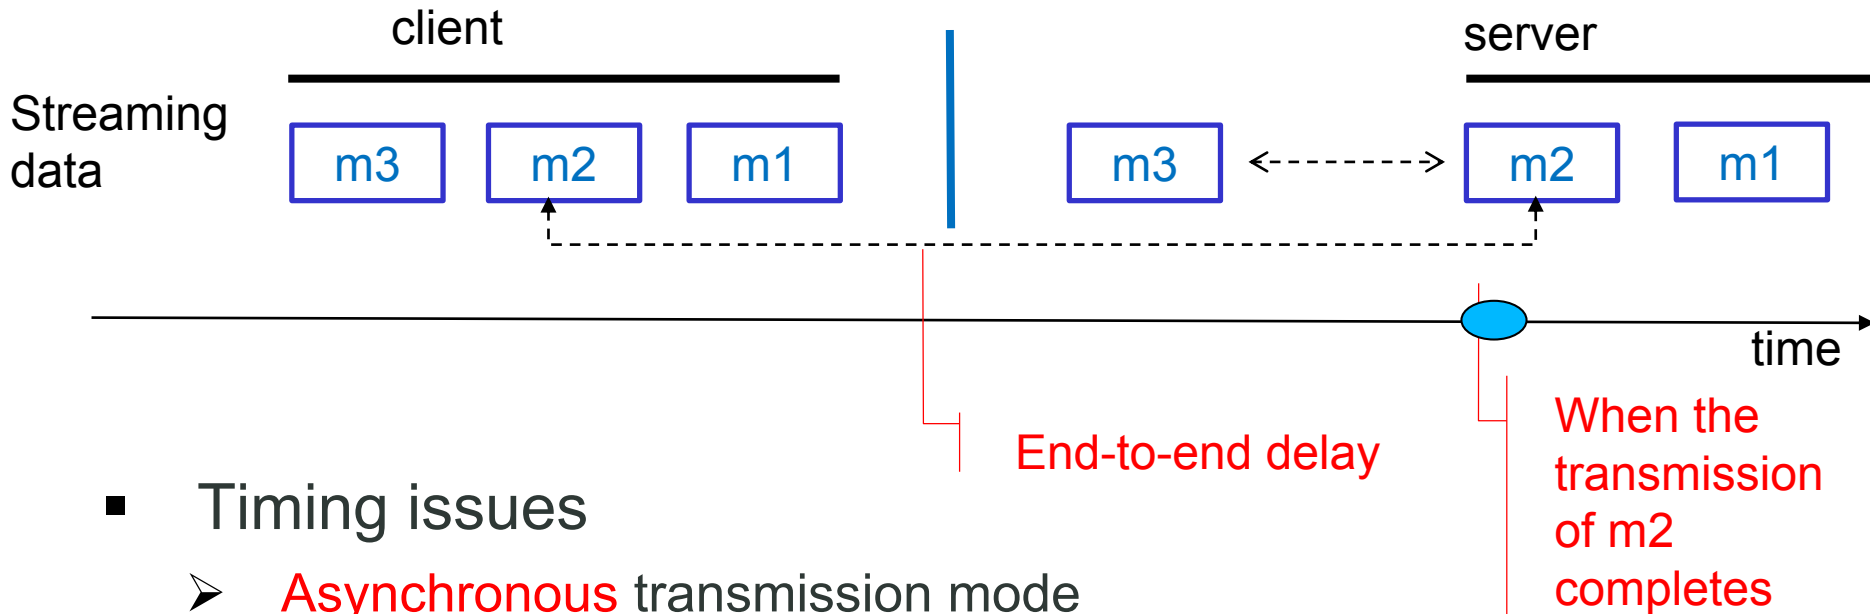 client
server
Streaming
data
m3
m2
m1
m3
m2
m1
time
End-to-end delay
When the
transmission
of m2
completes
▪ Timing issues
➢ Asynchronous transmission mode